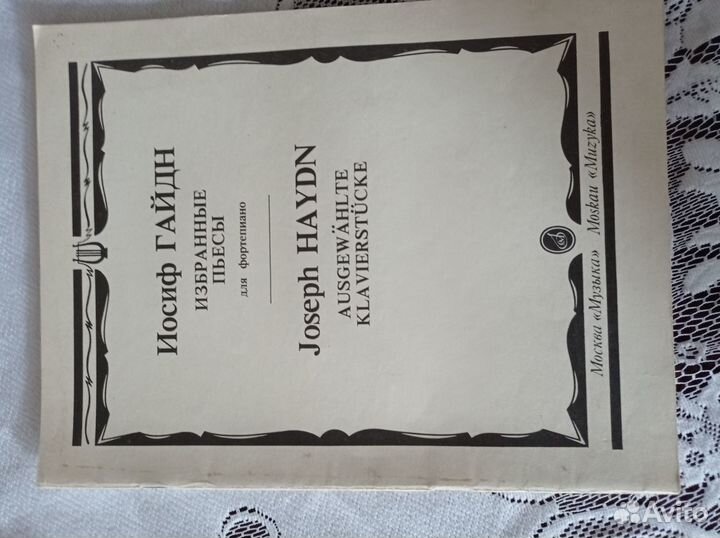 Иосиф ГАЙДН
ИЗБРАННЫЕ
ПЬЕСЫ
для фортепиано
Joseph HAYDN
AUSGEWÄHLTE
KLAVIERSTÜCKE
Москва «Музыка» Moskau «Muzyka»
Avito